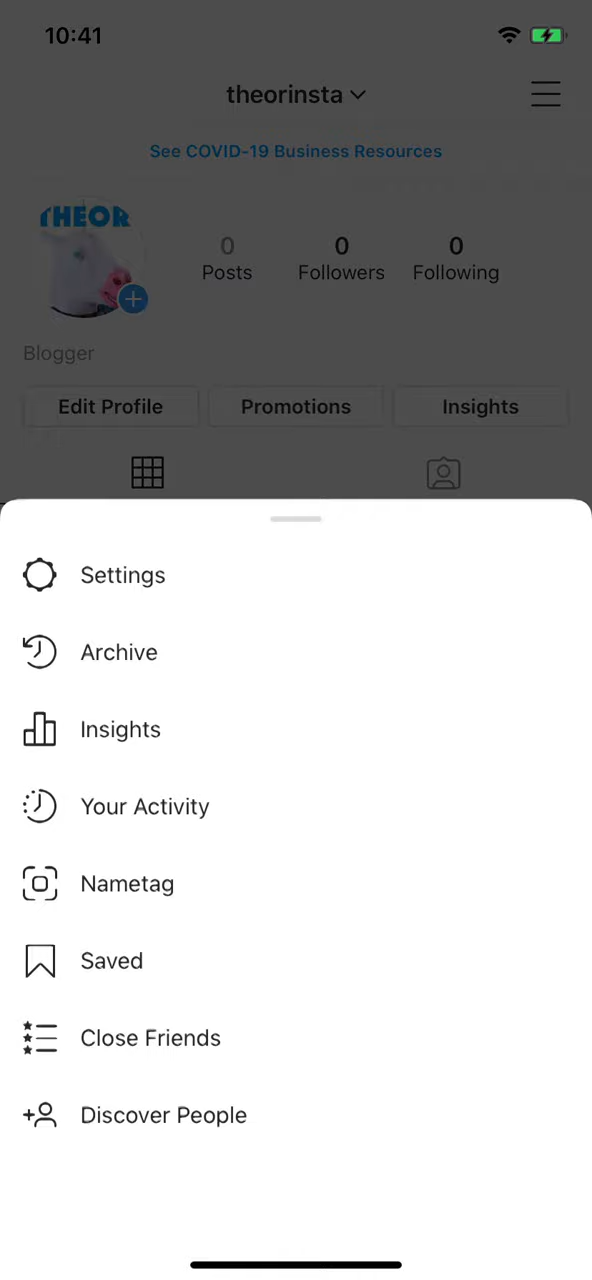 10:41
theorinsta
See COVID-19 Business Resources
THEOR
0 0 0
Posts Followers Following
Blogger
Edit Profile Promotions Insights
Settings
Archive
Insights
Your Activity
Nametag
Saved
Close Friends
Discover People